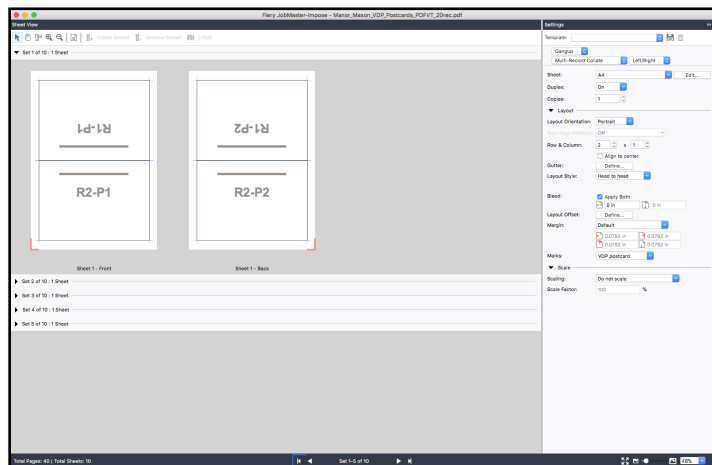 Fiery JobMaster-Impose - Manor_Mason_VDP_Postcards_PDFVT_20rec.pdf
Sheet View
Create Subset
Remove Subset
Z-Fold
Set 1 of 10 : 1 Sheet
R1-P1
R1-P2
R2-P1
R2-P2
Sheet 1 - Front
Sheet 1 - Back
Set 2 of 10 : 1 Sheet
Set 3 of 10 : 1 Sheet
Set 4 of 10 : 1 Sheet
Set 5 of 10 : 1 Sheet
Total Pages: 40 | Total Sheets: 10
Set 1-5 of 10
40%
Settings
Template:
Gangup
Multi-Record Collate
Left/Right
Sheet: A4 Edit...
Duplex: On
Copies: 1
Layout
Layout Orientation: Portrait
Off
Row & Column: 2 x 1
Align to center
Gutter: Define...
Layout Style: Head to head
Bleed: Apply Both
0 in 0 in
Layout Offset: Define...
Margin: Default
0.0792 in 0.0792 in
0.0792 in 0.0792 in
Marks: VDP postcard
Scale
Scaling: Do not scale
Scale Factor: 100 %